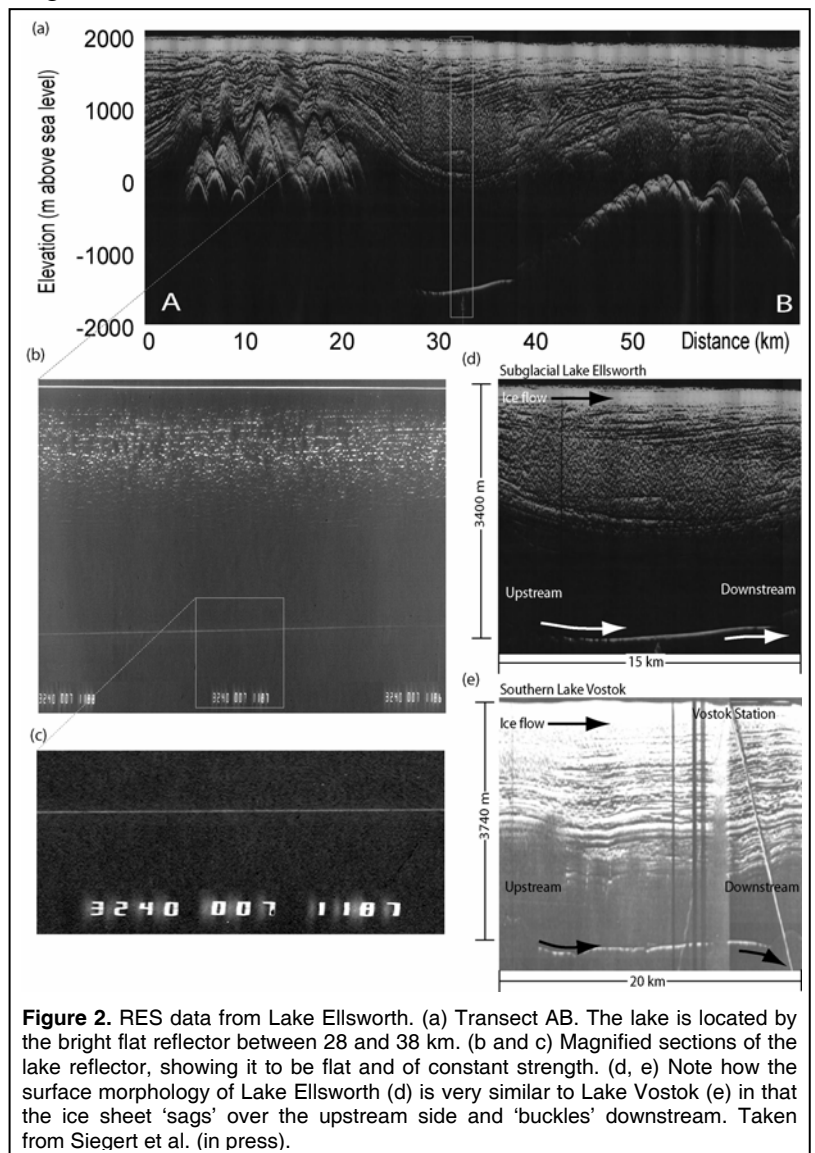 (a)
2000
1000
0
-1000
-2000
Elevation (m above sea level)
A
B
0 10 20 30 40 50 Distance (km)
(b)
3240 007 1188
3240 007 1187
3240 007 1186
(c)
3240 007 1187
(d)
Subglacial Lake Ellsworth
Ice flow
3400 m
Upstream
Downstream
15 km
(e)
Southern Lake Vostok
Ice flow
Vostok Station
3740 m
Upstream
Downstream
20 km
Figure 2. RES data from Lake Ellsworth. (a) Transect AB. The lake is located by
the bright flat reflector between 28 and 38 km. (b and c) Magnified sections of the
lake reflector, showing it to be flat and of constant strength. (d, e) Note how the
surface morphology of Lake Ellsworth (d) is very similar to Lake Vostok (e) in that
the ice sheet ‘sags’ over the upstream side and ‘buckles’ downstream. Taken
from Siegert et al. (in press).